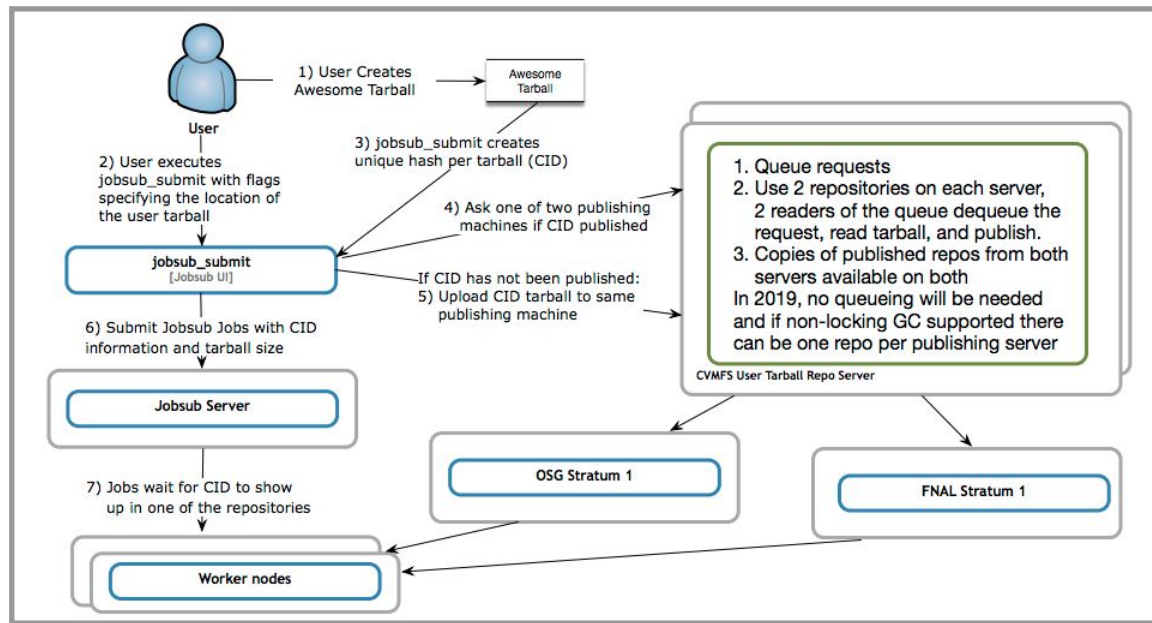 1) User Creates
Awesome Tarball
Awesome
Tarball
User
3) jobsub_submit creates
unique hash per tarball (CID)
2) User executes
jobsub_submit with flags
specifying the location of
the user tarball
4) Ask one of two publishing
machines if CID published
jobsub_submit
[Jobsub UI]
If CID has not been published:
5) Upload CID tarball to same
publishing machine
1. Queue requests
2. Use 2 repositories on each server,
2 readers of the queue dequeue the
request, read tarball, and publish.
3. Copies of published repos from both
servers available on both
In 2019, no queueing will be needed
and if non-locking GC supported there
can be one repo per publishing server
CVMFS User Tarball Repo Server
6) Submit Jobsub Jobs with CID
information and tarball size
Jobsub Server
OSG Stratum 1
FNAL Stratum 1
7) Jobs wait for CID to show
up in one of the repositories
Worker nodes